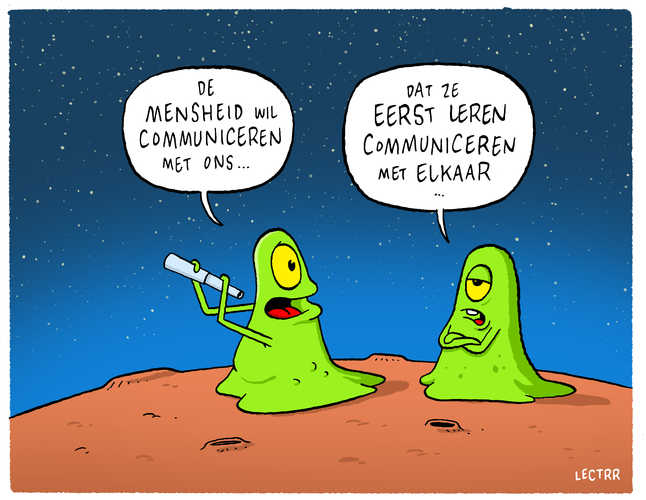 DE
MENSHEID WIL
COMMUNICEREN
MET ONS...
DAT ZE
EERST LEREN
COMMUNICEREN
MET ELKAAR
...
LECTRR